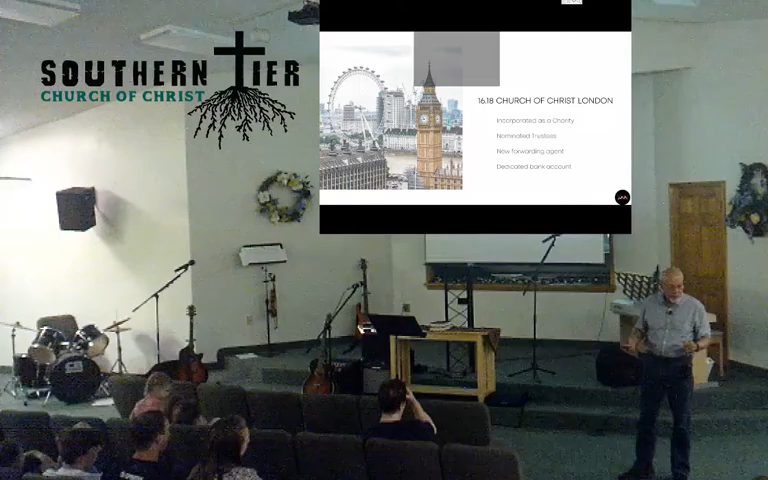 SOUTHERN TIER
CHURCH OF CHRIST
16.18 CHURCH OF CHRIST LONDON
Incorporated as a Charity
Nominated Trustees
New forwarding agent
Dedicated bank account